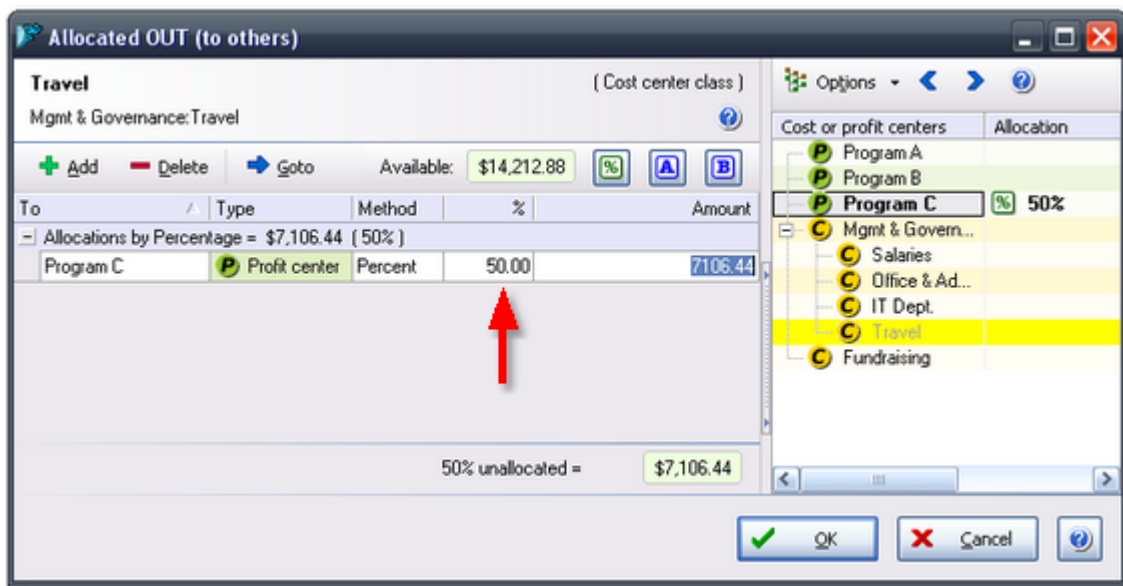 Allocated OUT (to others)
Travel ( Cost center class )
Mgmt & Governance:Travel
Add Delete Goto Available: $14,212.88 % A B
To Type Method % Amount
Allocations by Percentage = $7,106.44 ( 50% )
Program C P Profit center Percent 50.00 7106.44
50% unallocated = $7,106.44
Options ?
Cost or profit centers Allocation
P Program A
P Program B
P Program C % 50%
C Mgmt & Govern...
C Salaries
C Office & Ad...
C IT Dept.
C Travel
C Fundraising
OK Cancel ?